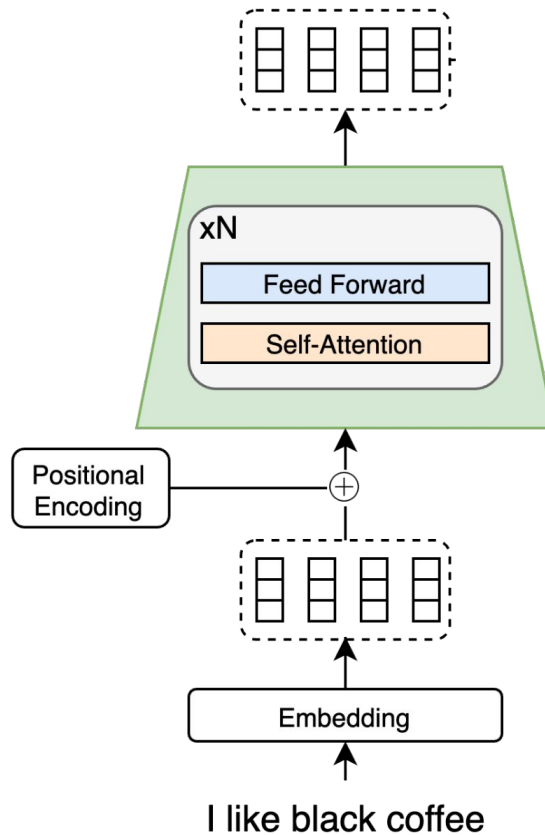 xN
Feed Forward
Self-Attention
Positional
Encoding
Embedding
I like black coffee